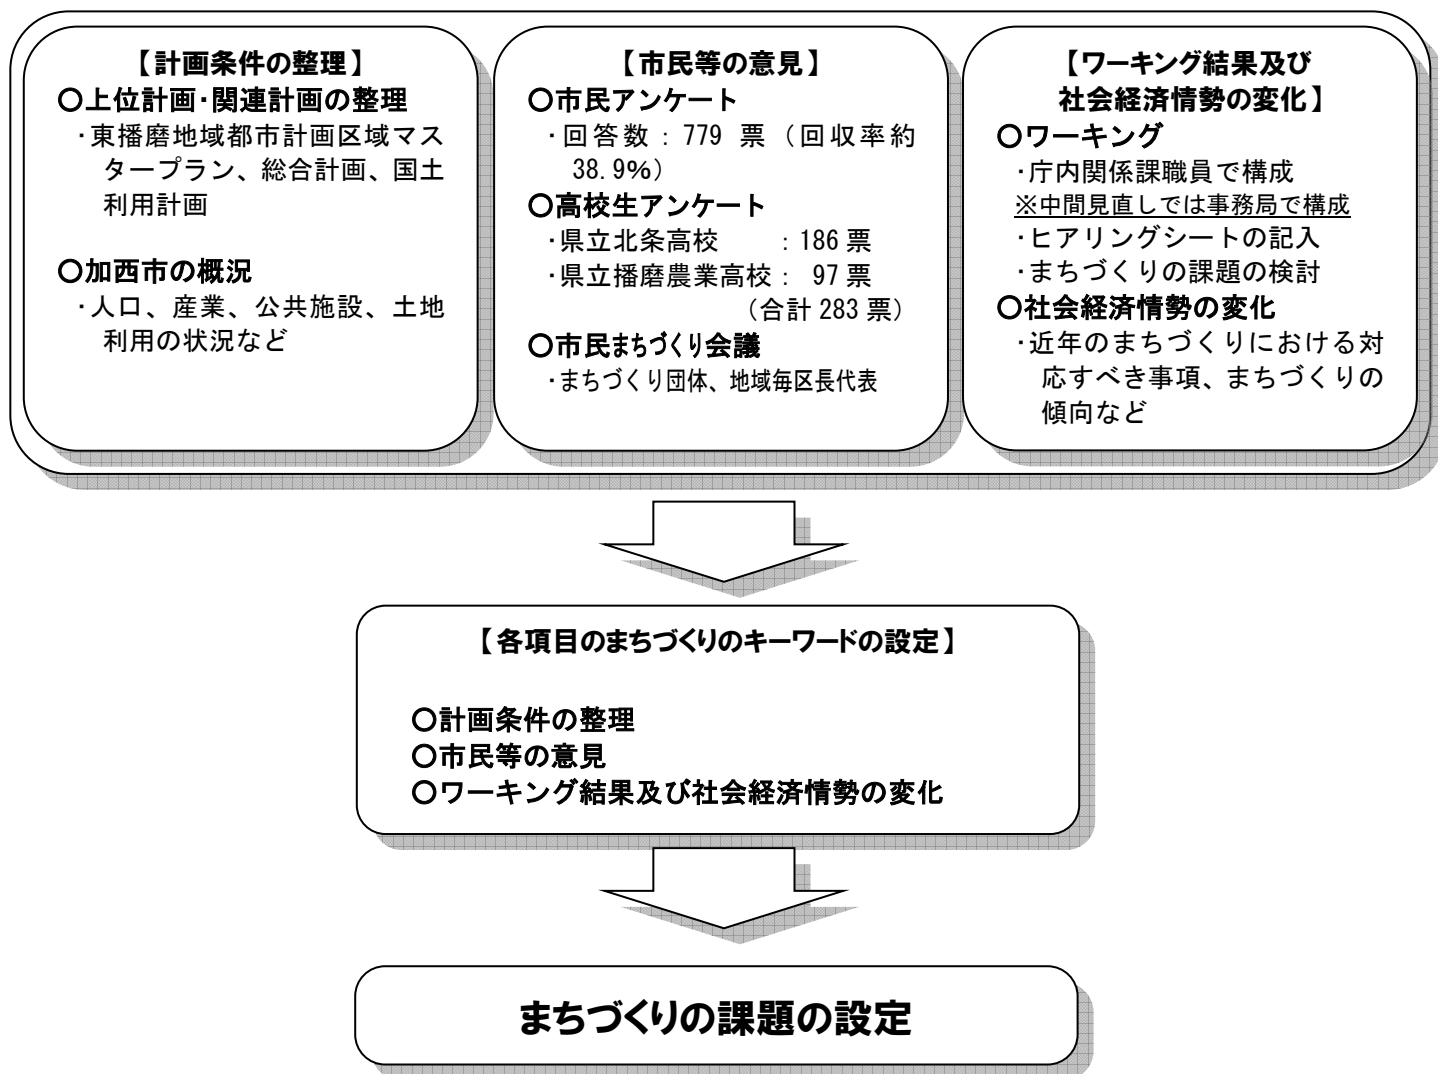 【計画条件の整理】
○上位計画・関連計画の整理
・東播磨地域都市計画区域マス
タープラン、総合計画、国土
利用計画
○加西市の概況
・人口、産業、公共施設、土地
利用の状況など
【市民等の意見】
○市民アンケート
・回答数：779 票（回収率約
38.9%）
○高校生アンケート
・県立北条高校　　：186 票
・県立播磨農業高校： 97 票
（合計 283 票）
○市民まちづくり会議
・まちづくり団体、地域毎区長代表
【ワーキング結果及び
社会経済情勢の変化】
○ワーキング
・庁内関係課職員で構成
※中間見直しでは事務局で構成
・ヒアリングシートの記入
・まちづくりの課題の検討
○社会経済情勢の変化
・近年のまちづくりにおける対
応すべき事項、まちづくりの
傾向など
【各項目のまちづくりのキーワードの設定】
○計画条件の整理
○市民等の意見
○ワーキング結果及び社会経済情勢の変化
まちづくりの課題の設定